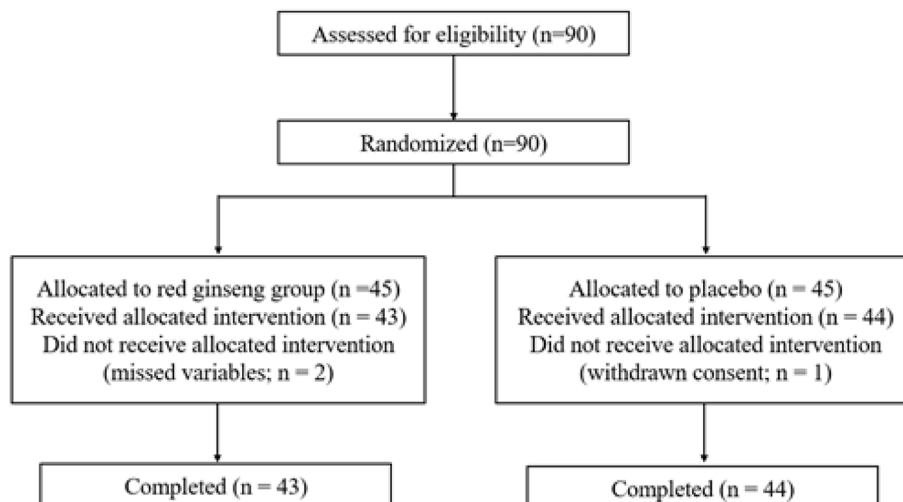 Assessed for eligibility (n=90)
Randomized (n=90)
Allocated to red ginseng group (n =45)
Received allocated intervention (n = 43)
Did not receive allocated intervention
(missed variables; n = 2)
Allocated to placebo (n = 45)
Received allocated intervention (n = 44)
Did not receive allocated intervention
(withdrawn consent; n = 1)
Completed (n = 43)
Completed (n = 44)